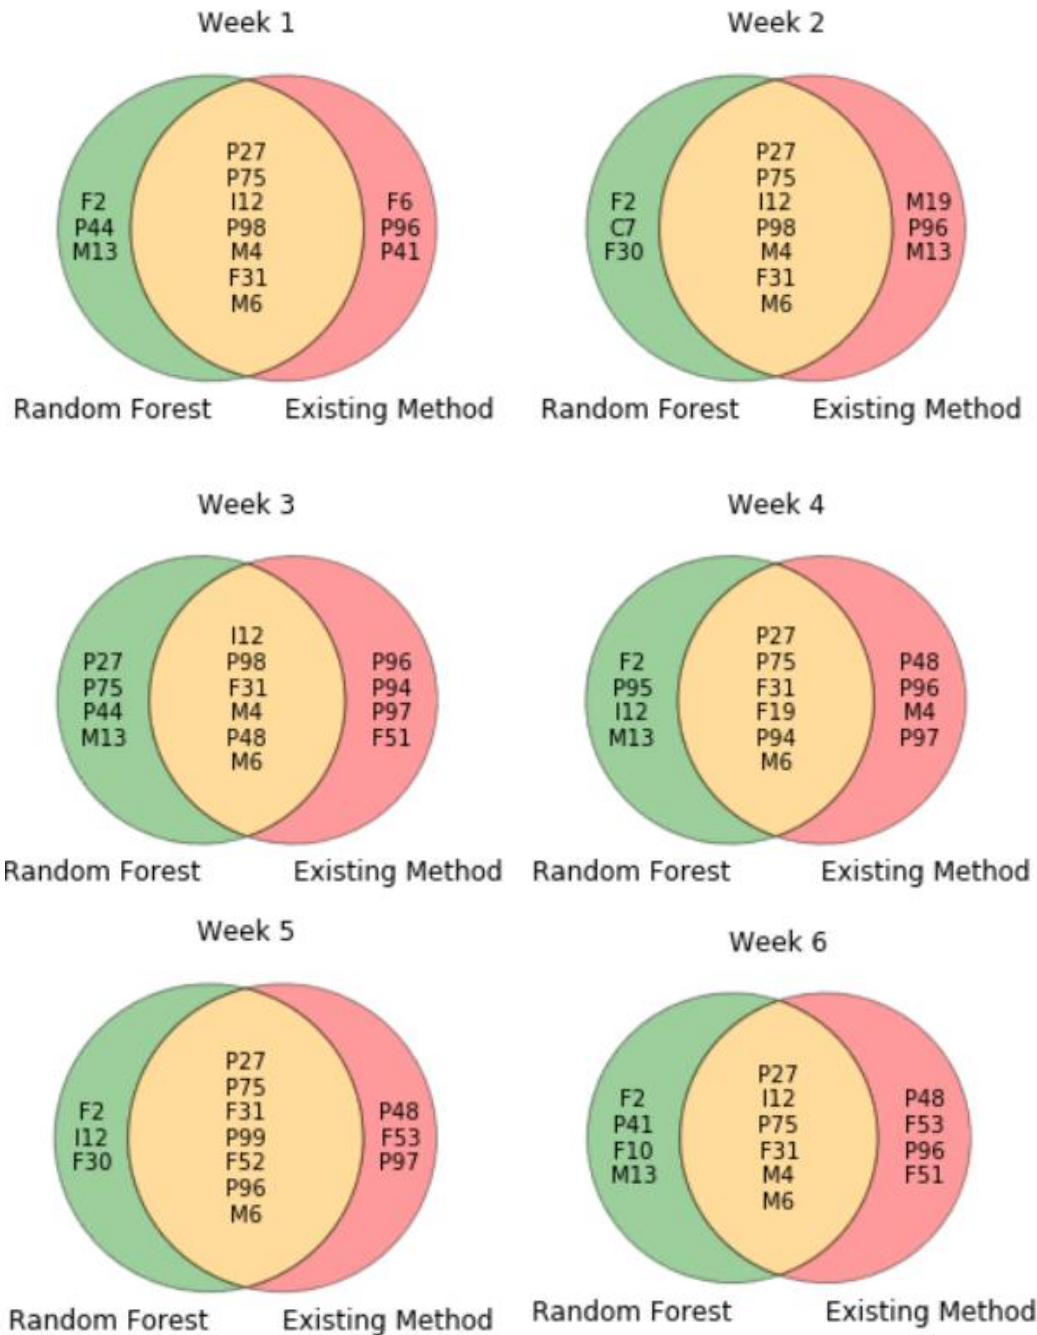 Week 1
F2
P44
M13
P27
P75
I12
P98
M4
F31
M6
F6
P96
P41
Random Forest
Existing Method
Week 2
F2
C7
F30
P27
P75
I12
P98
M4
F31
M6
M19
P96
M13
Random Forest
Existing Method
Week 3
P27
P75
P44
M13
I12
P98
F31
M4
P48
M6
P96
P94
P97
F51
Random Forest
Existing Method
Week 4
F2
P95
I12
M13
P27
P75
F31
F19
P94
M6
P48
P96
M4
P97
Random Forest
Existing Method
Week 5
F2
I12
F30
P27
P75
F31
P99
F52
P96
M6
P48
F53
P97
Random Forest
Existing Method
Week 6
F2
P41
F10
M13
P27
I12
P75
F31
M4
M6
P48
F53
P96
F51
Random Forest
Existing Method